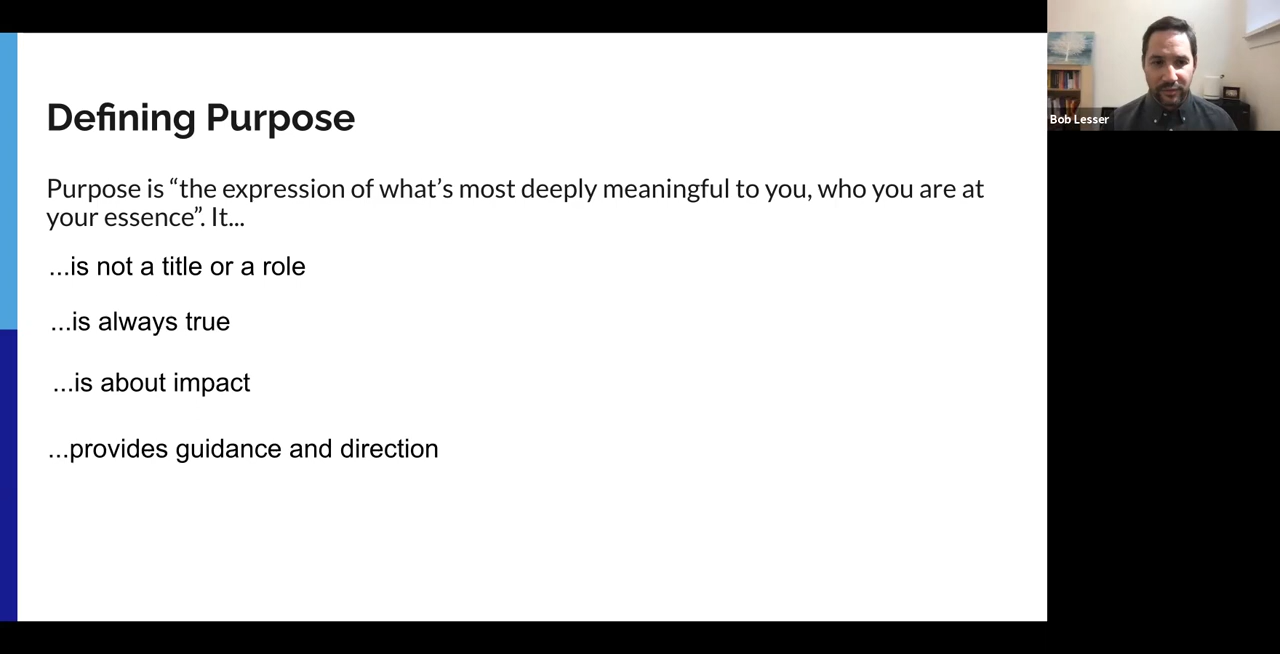 Defining Purpose
Purpose is “the expression of what’s most deeply meaningful to you, who you are at
your essence”. It...
...is not a title or a role
...is always true
...is about impact
...provides guidance and direction
Bob Lesser